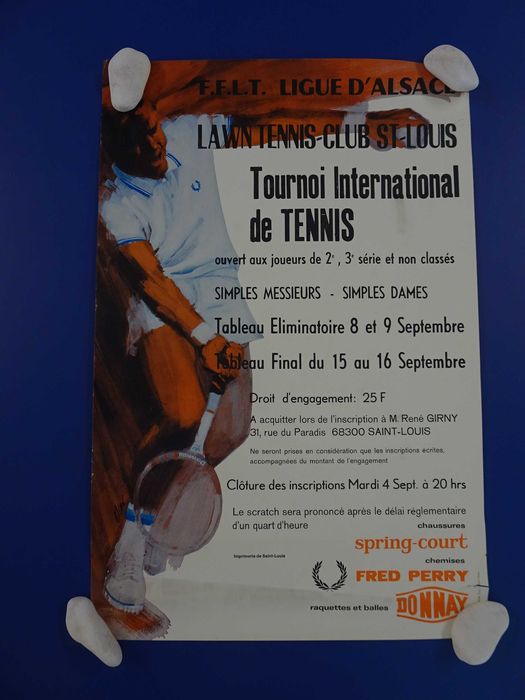 F.F.L.T. LIGUE D'ALSACE
LAWN TENNIS-CLUB ST-LOUIS
Tournoi International
de TENNIS
ouvert aux joueurs de 2e, 3e série et non classés
SIMPLES MESSIEURS - SIMPLES DAMES
Tableau Eliminatoire 8 et 9 Septembre
Tableau Final du 15 au 16 Septembre
Droit d'engagement: 25 F
A acquitter lors de l'inscription à M. René GIRNY
31, rue du Paradis 68300 SAINT-LOUIS
Ne seront prises en considération que les inscriptions écrites,
accompagnées du montant de l'engagement
Clôture des inscriptions Mardi 4 Sept. à 20 hrs
Le scratch sera prononcé après le délai réglementaire
d'un quart d'heure
chaussures
spring-court
Imprimerie de Saint-Louis
chemises
FRED PERRY
raquettes et balles
DONNAY